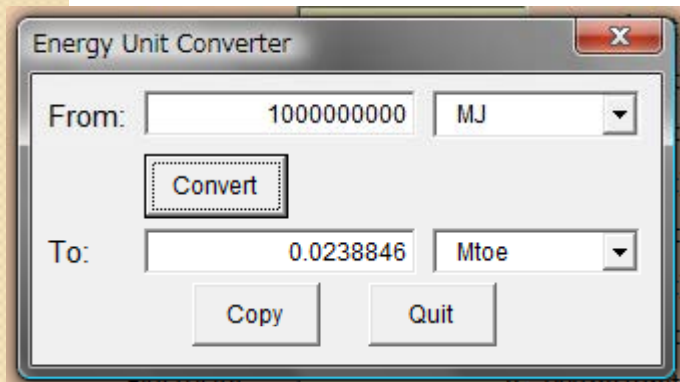 Energy Unit Converter
From: 1000000000 MJ
Convert
To: 0.0238846 Mtoe
Copy Quit